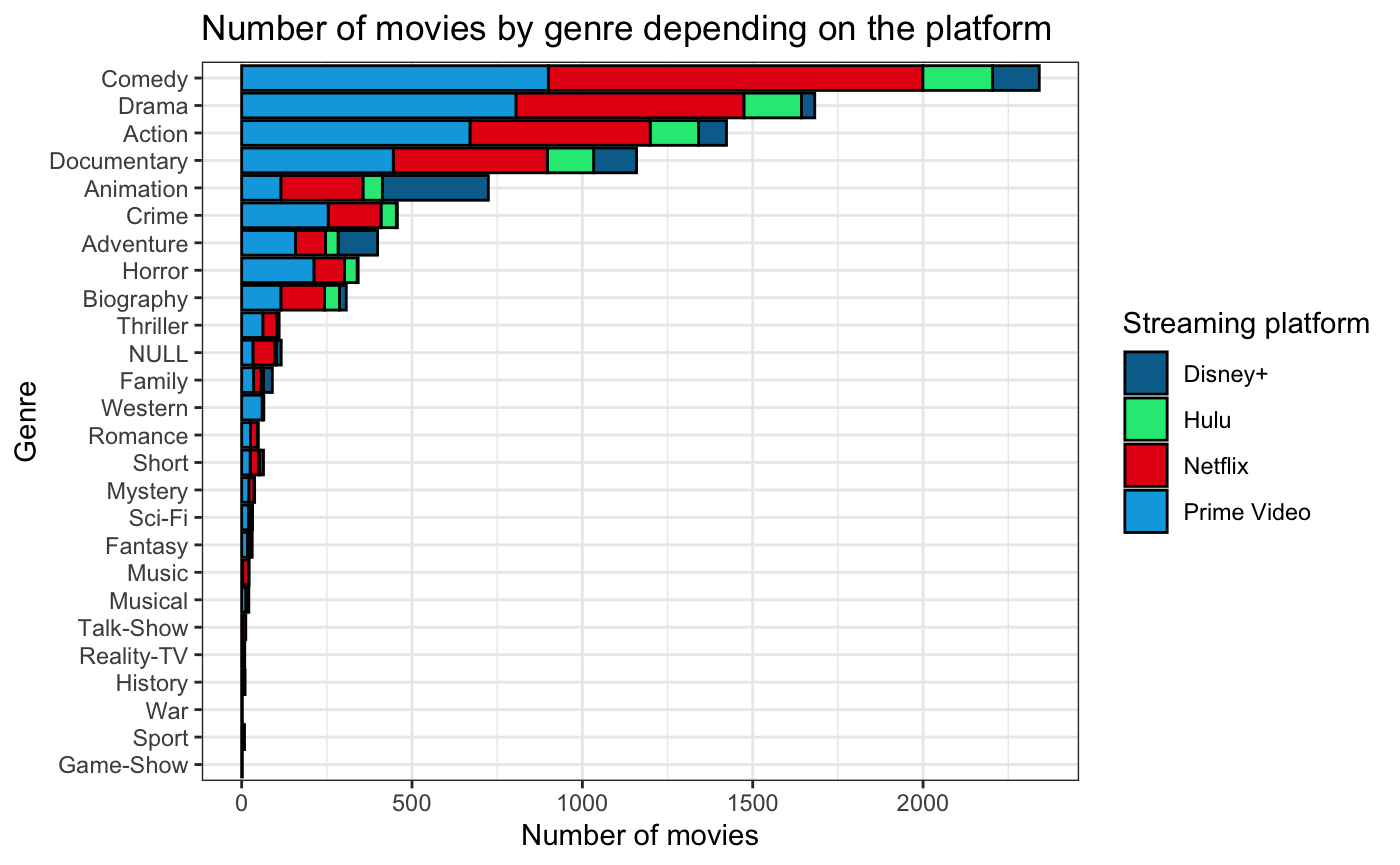 Number of movies by genre depending on the platform
Genre
Comedy
Drama
Action
Documentary
Animation
Crime
Adventure
Horror
Biography
Thriller
NULL
Family
Western
Romance
Short
Mystery
Sci-Fi
Fantasy
Music
Musical
Talk-Show
Reality-TV
History
War
Sport
Game-Show
0 500 1000 1500 2000
Number of movies
Streaming platform
Disney+
Hulu
Netflix
Prime Video